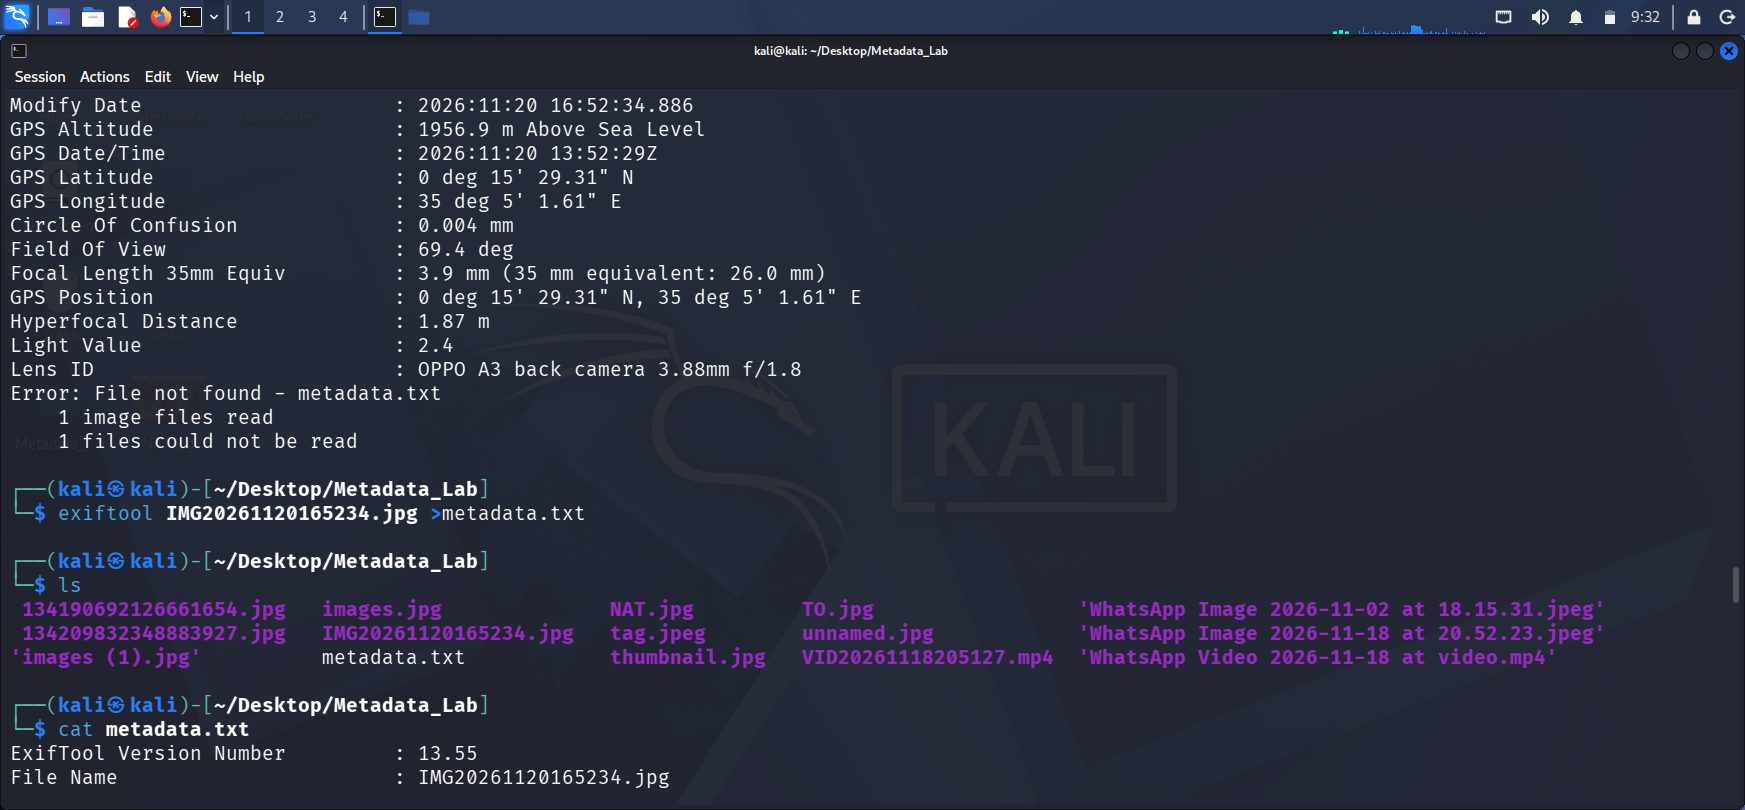 1 2 3 4 9:32
kali@kali: ~/Desktop/Metadata_Lab
Session Actions Edit View Help
Modify Date : 2026:11:20 16:52:34.886
GPS Altitude : 1956.9 m Above Sea Level
GPS Date/Time : 2026:11:20 13:52:29Z
GPS Latitude : 0 deg 15' 29.31" N
GPS Longitude : 35 deg 5' 1.61" E
Circle Of Confusion : 0.004 mm
Field Of View : 69.4 deg
Focal Length 35mm Equiv : 3.9 mm (35 mm equivalent: 26.0 mm)
GPS Position : 0 deg 15' 29.31" N, 35 deg 5' 1.61" E
Hyperfocal Distance : 1.87 m
Light Value : 2.4
Lens ID : OPPO A3 back camera 3.88mm f/1.8
Error: File not found - metadata.txt
1 image files read
1 files could not be read
KALI
┌──(kali㉿kali)-[~/Desktop/Metadata_Lab]
└─$ exiftool IMG20261120165234.jpg >metadata.txt
┌──(kali㉿kali)-[~/Desktop/Metadata_Lab]
└─$ ls
134190692126661654.jpg images.jpg NAT.jpg TO.jpg 'WhatsApp Image 2026-11-02 at 18.15.31.jpeg'
134209832348883927.jpg IMG20261120165234.jpg tag.jpeg unnamed.jpg 'WhatsApp Image 2026-11-18 at 20.52.23.jpeg'
'images (1).jpg' metadata.txt thumbnail.jpg VID20261118205127.mp4 'WhatsApp Video 2026-11-18 at video.mp4'
┌──(kali㉿kali)-[~/Desktop/Metadata_Lab]
└─$ cat metadata.txt
ExifTool Version Number : 13.55
File Name : IMG20261120165234.jpg